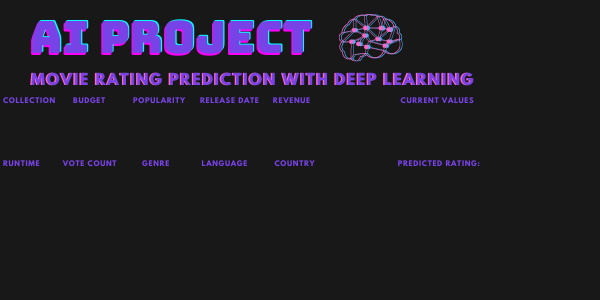 AI PROJECT
MOVIE RATING PREDICTION WITH DEEP LEARNING
COLLECTION BUDGET POPULARITY RELEASE DATE REVENUE CURRENT VALUES
RUNTIME VOTE COUNT GENRE LANGUAGE COUNTRY PREDICTED RATING: